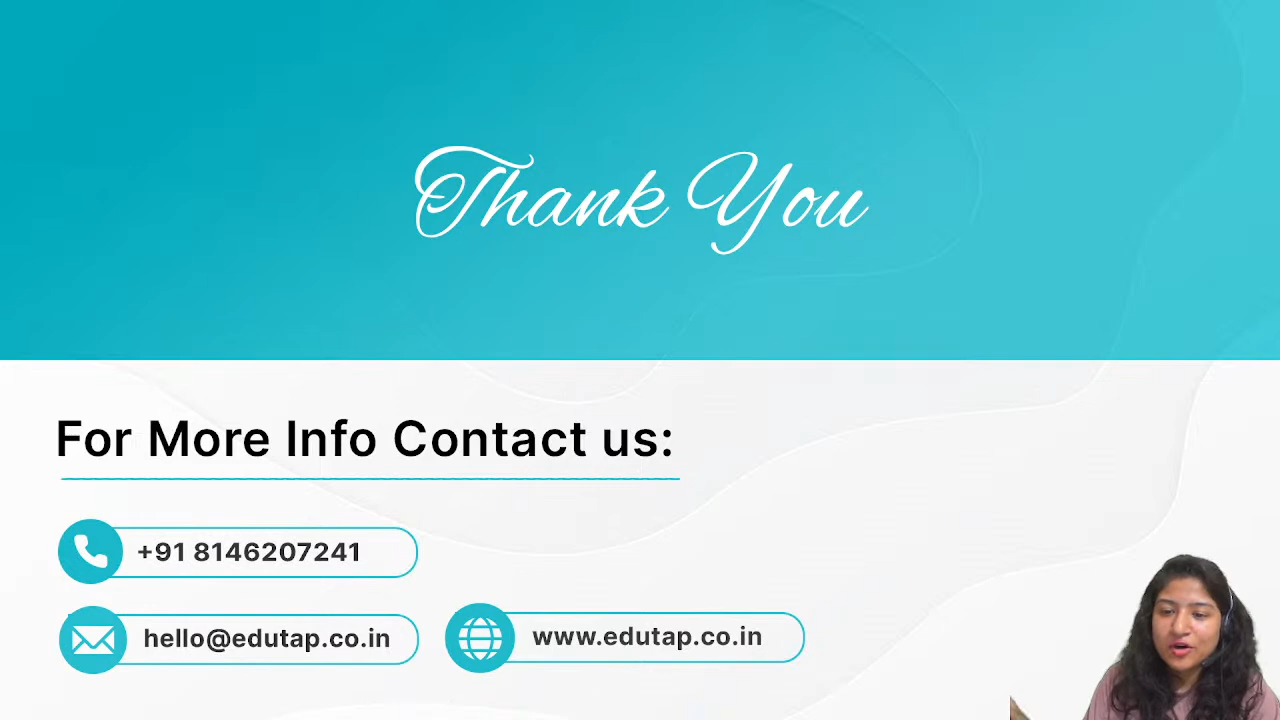 Thank You
For More Info Contact us:
+91 8146207241
hello@edutap.co.in
www.edutap.co.in